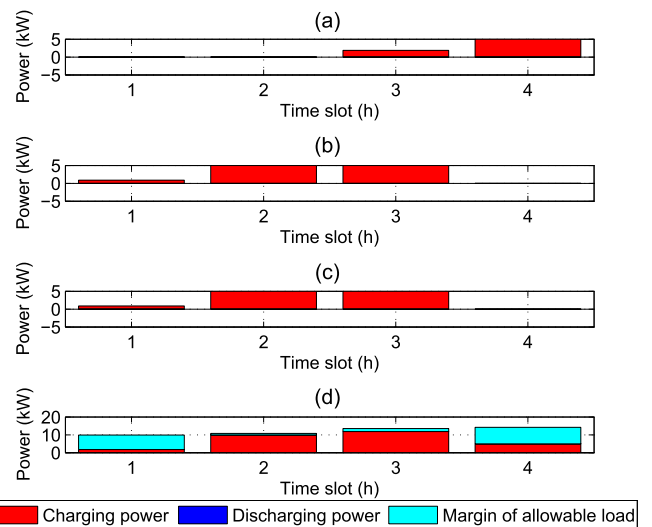 (a)
Power (kW)
5
0
−5
1 2 3 4
Time slot (h)
(b)
Power (kW)
5
0
−5
1 2 3 4
Time slot (h)
(c)
Power (kW)
5
0
−5
1 2 3 4
Time slot (h)
(d)
Power (kW)
20
10
0
1 2 3 4
Time slot (h)
Charging power Discharging power Margin of allowable load